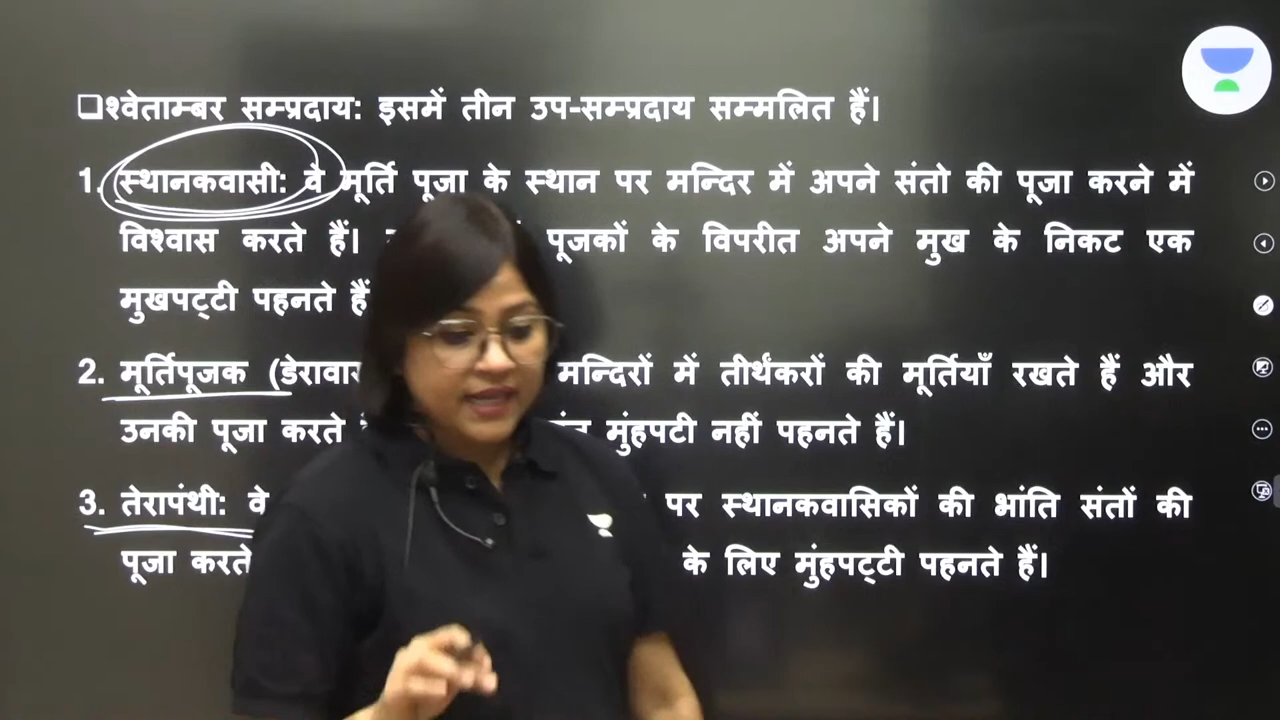 ❑श्वेताम्बर सम्प्रदाय: इसमें तीन उप-सम्प्रदाय सम्मलित हैं।
1. स्थानकवासी: वे मूर्ति पूजा के स्थान पर मन्दिर में अपने संतो की पूजा करने में
विश्वास करते हैं। पूजकों के विपरीत अपने मुख के निकट एक
मुखपट्टी पहनते हैं
2. मूर्तिपूजक मन्दिरों में तीर्थंकरों की मूर्तियाँ रखते हैं और
उनकी पूजा करते मुंहपटी नहीं पहनते हैं।
3. तेरापंथी: वे पर स्थानकवासिकों की भांति संतों की
पूजा करते के लिए मुंहपट्टी पहनते हैं।